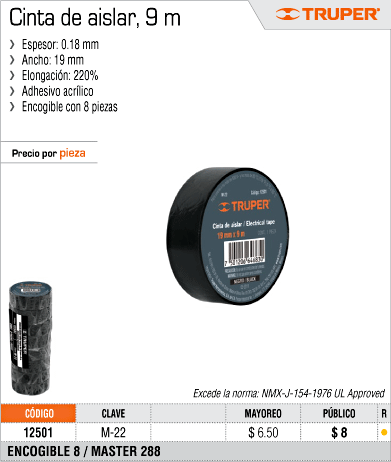 Cinta de aislar, 9 m
TRUPER®
❯ Espesor: 0.18 mm
❯ Ancho: 19 mm
❯ Elongación: 220%
❯ Adhesivo acrílico
❯ Encogible con 8 piezas
Precio por pieza
TRUPER®
Cinta de aislar / Electrical tape
19 mm x 9 m
Excede la norma: NMX-J-154-1976 UL Approved
CÓDIGO CLAVE MAYOREO PÚBLICO R
12501 M-22 $ 6.50 $ 8
ENCOGIBLE 8 / MASTER 288